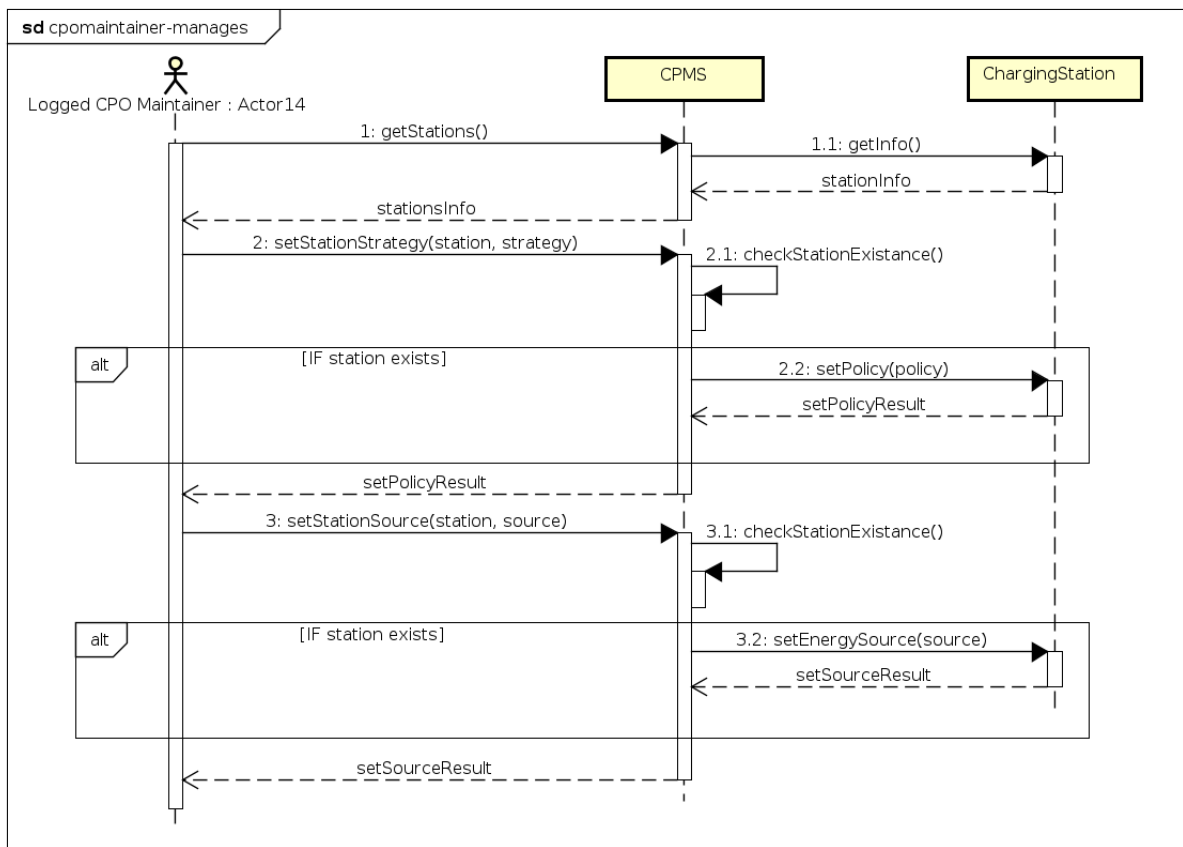 sd cpomaintainer-manages
Logged CPO Maintainer : Actor14
CPMS
ChargingStation
1: getStations()
1.1: getInfo()
stationInfo
stationsInfo
2: setStationStrategy(station, strategy)
2.1: checkStationExistance()
alt
[IF station exists]
2.2: setPolicy(policy)
setPolicyResult
setPolicyResult
3: setStationSource(station, source)
3.1: checkStationExistance()
alt
[IF station exists]
3.2: setEnergySource(source)
setSourceResult
setSourceResult